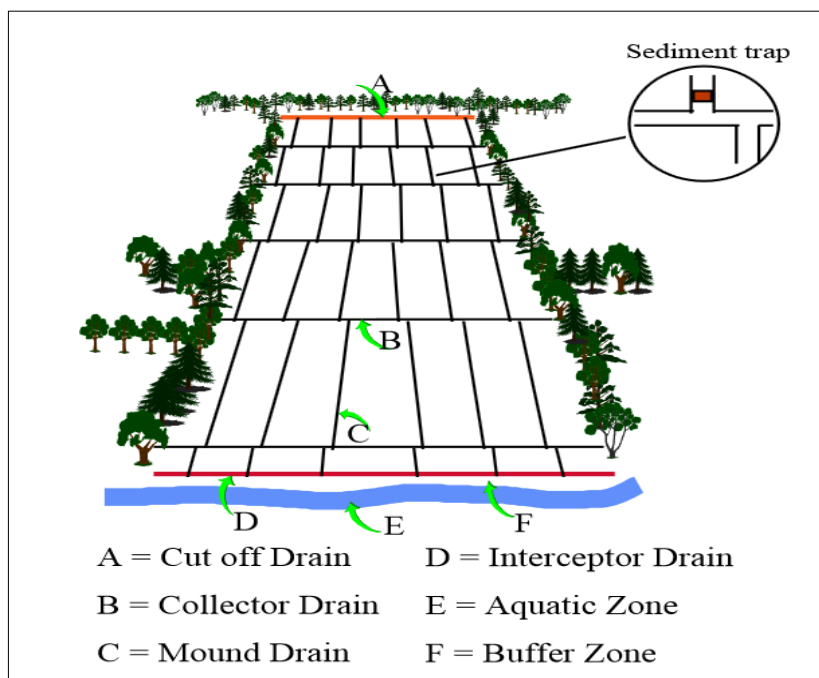 Sediment trap
A
B
C
D
E
F
A = Cut off Drain
D = Interceptor Drain
B = Collector Drain
E = Aquatic Zone
C = Mound Drain
F = Buffer Zone